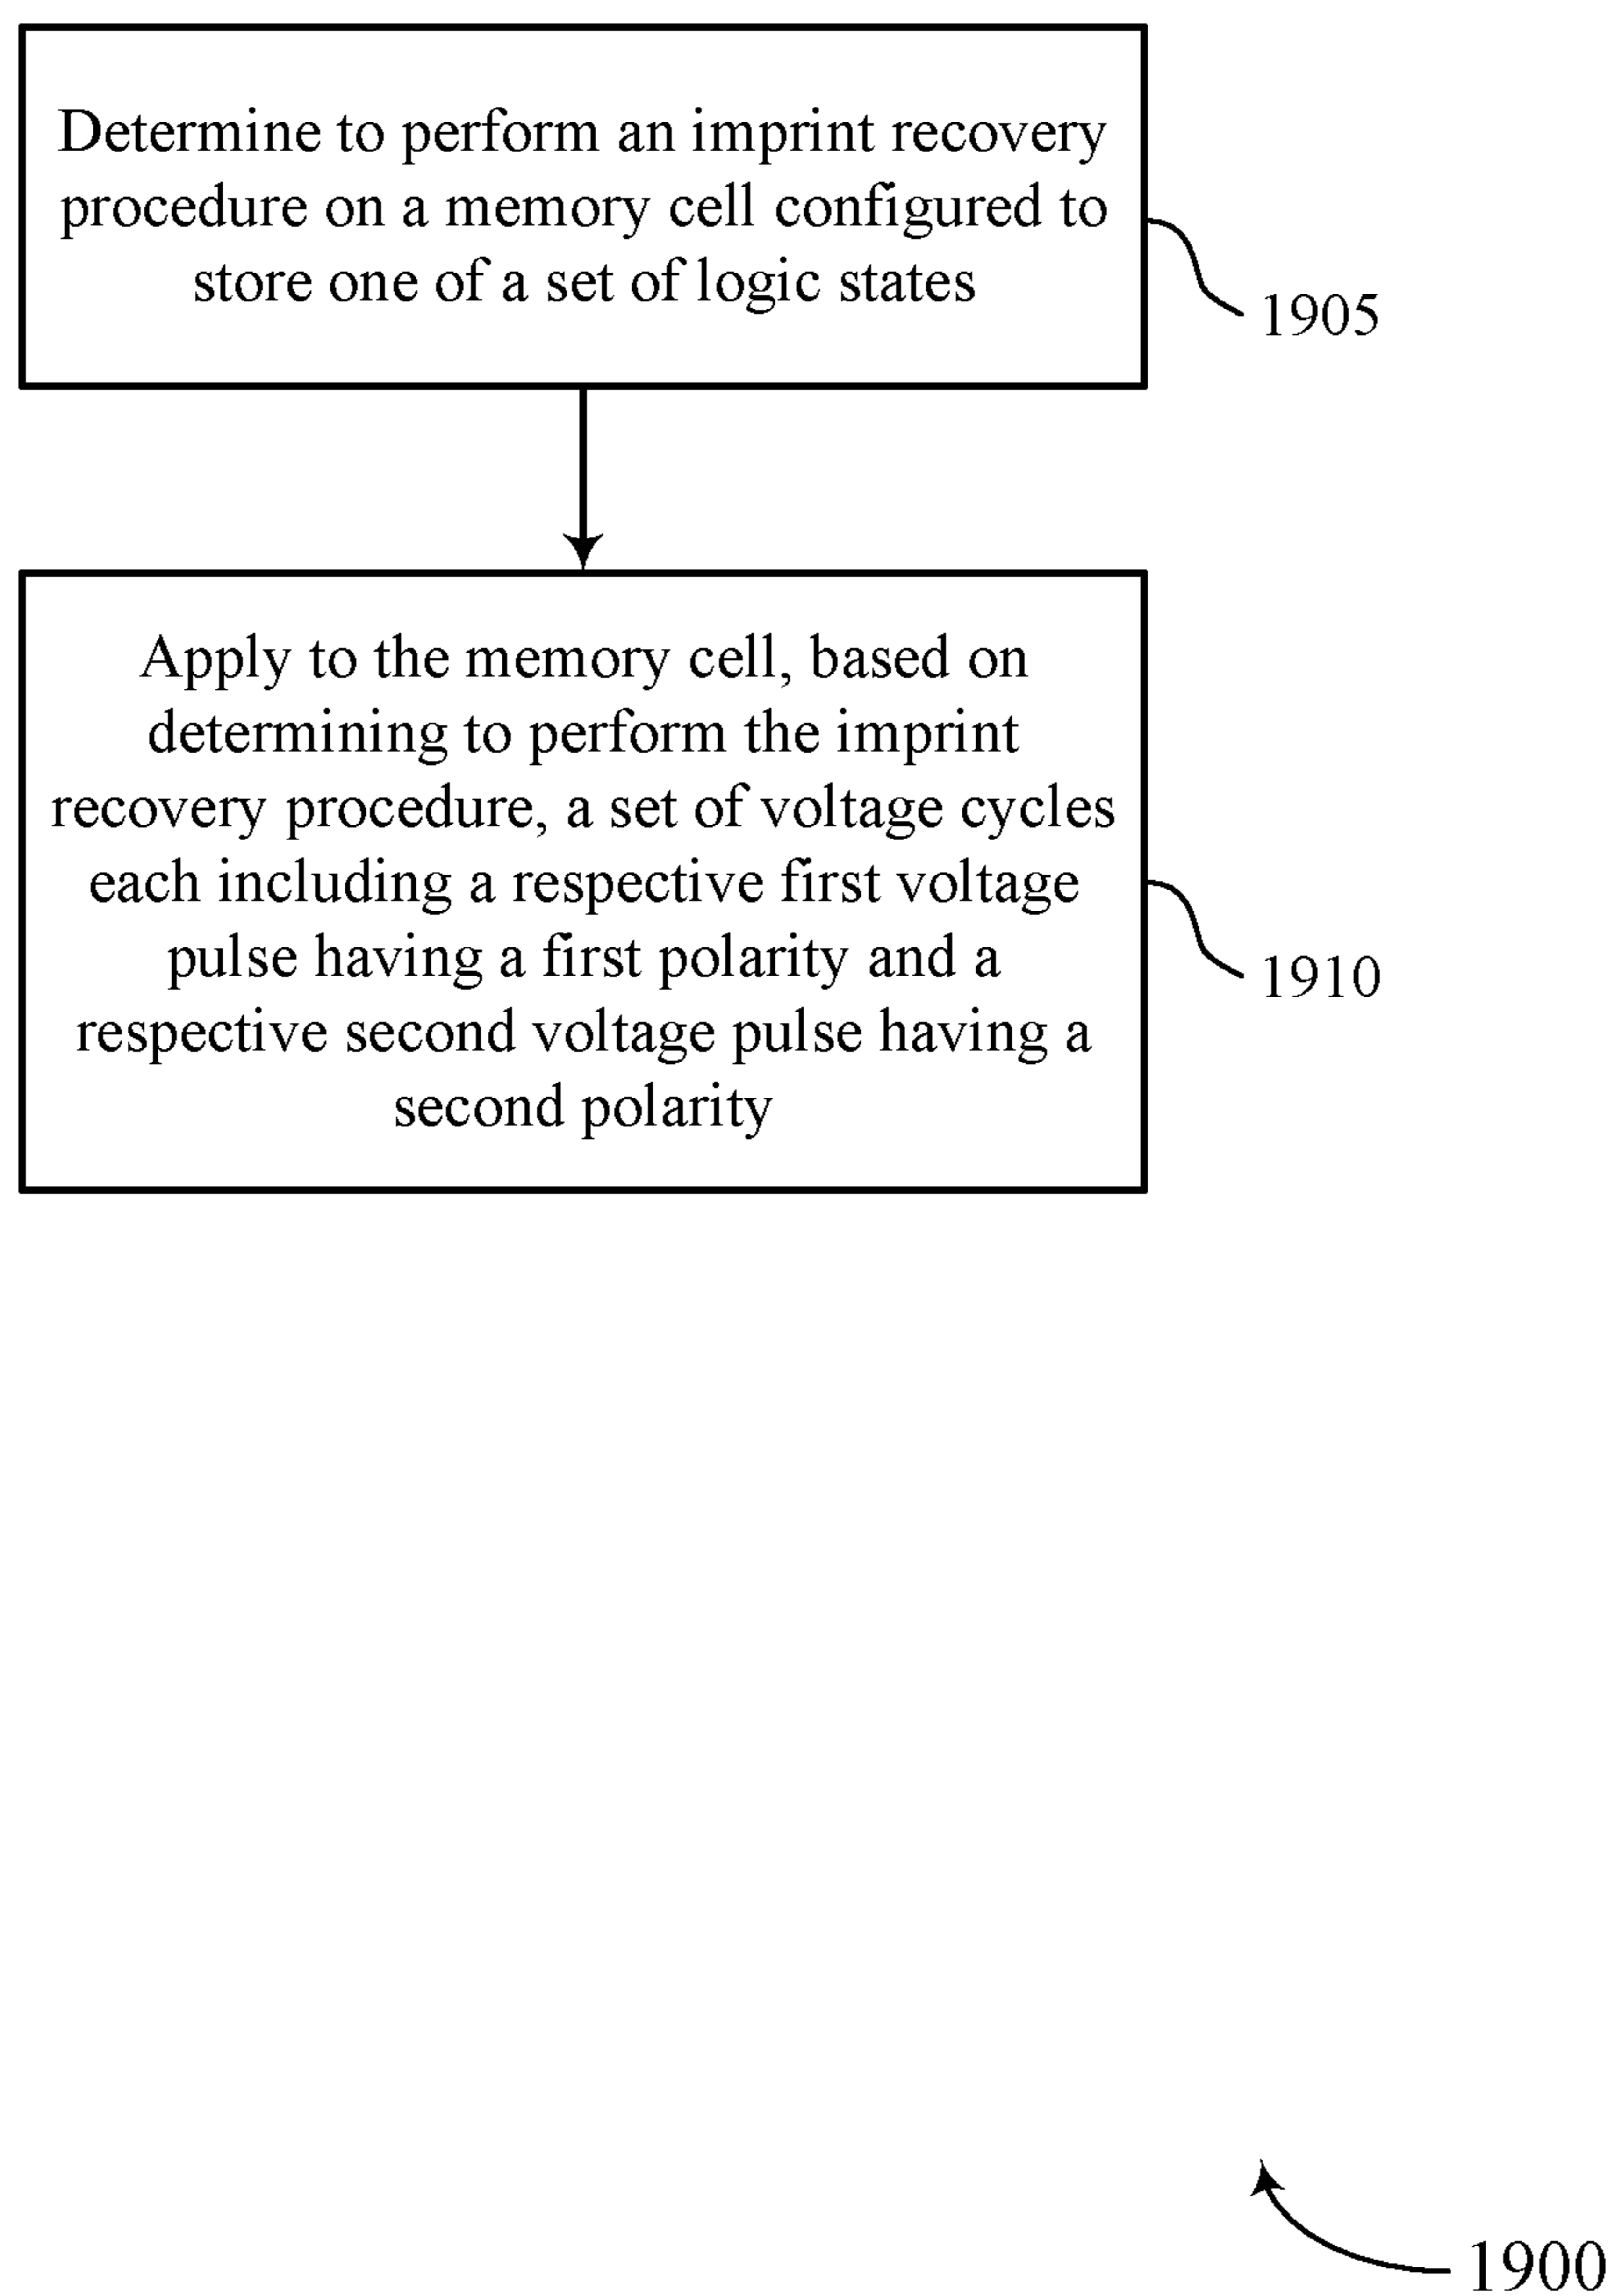 Determine to perform an imprint recovery
procedure on a memory cell configured to
store one of a set of logic states
1905
Apply to the memory cell, based on
determining to perform the imprint
recovery procedure, a set of voltage cycles
each including a respective first voltage
pulse having a first polarity and a
respective second voltage pulse having a
second polarity
1910
1900